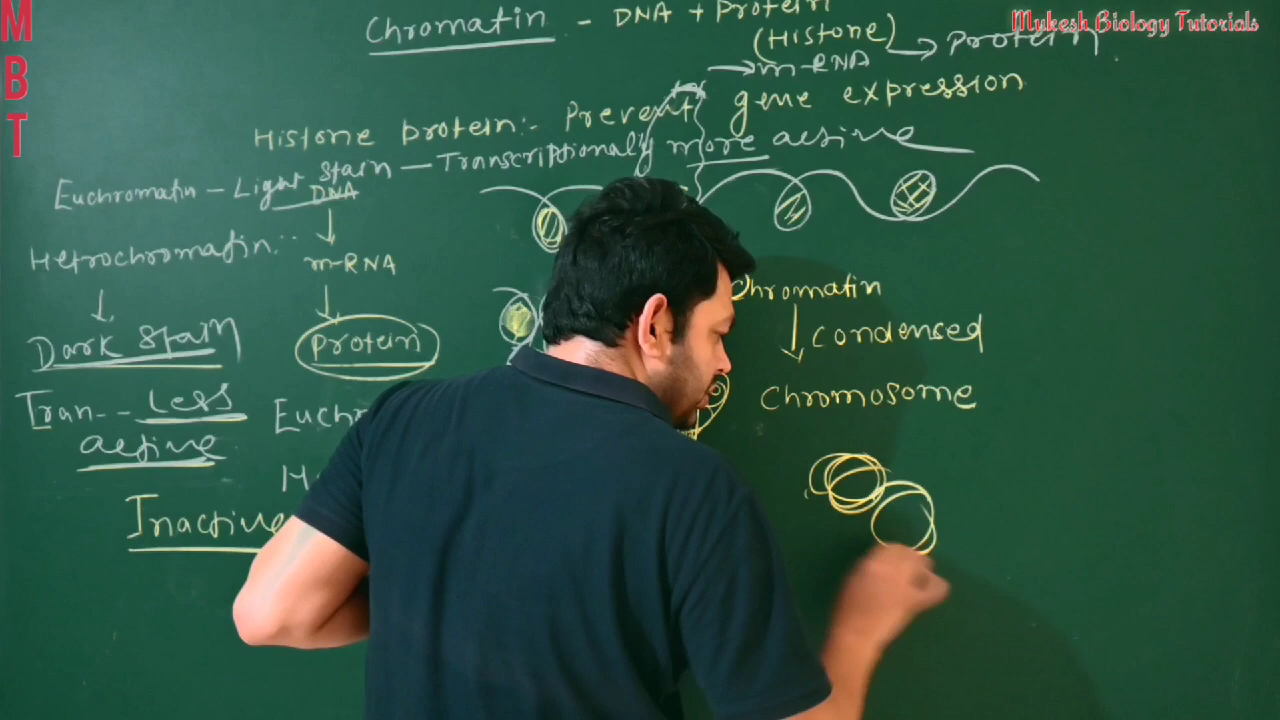 M
B
T
Mukesh Biology Tutorials
Chromatin - DNA + Protein
(Histone)
→ m-RNA → Protein
Histone protein:- Prevent gene expression
Euchromatin - Light Stain - Transcriptionally more active
DNA
↓
m-RNA
↓
Protein
Hetrochromatin:
↓
Dark Stain
Tran-- Less
active
Inactive
Euchr
H
Chromatin
↓ condensed
Chromosome